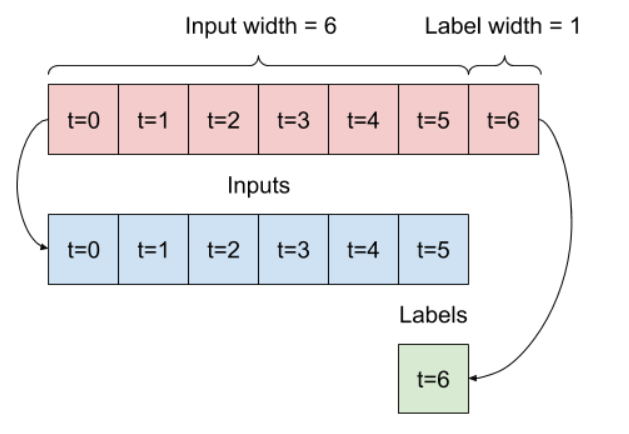 Input width = 6 Label width = 1
t=0 t=1 t=2 t=3 t=4 t=5 t=6
Inputs
t=0 t=1 t=2 t=3 t=4 t=5
Labels
t=6